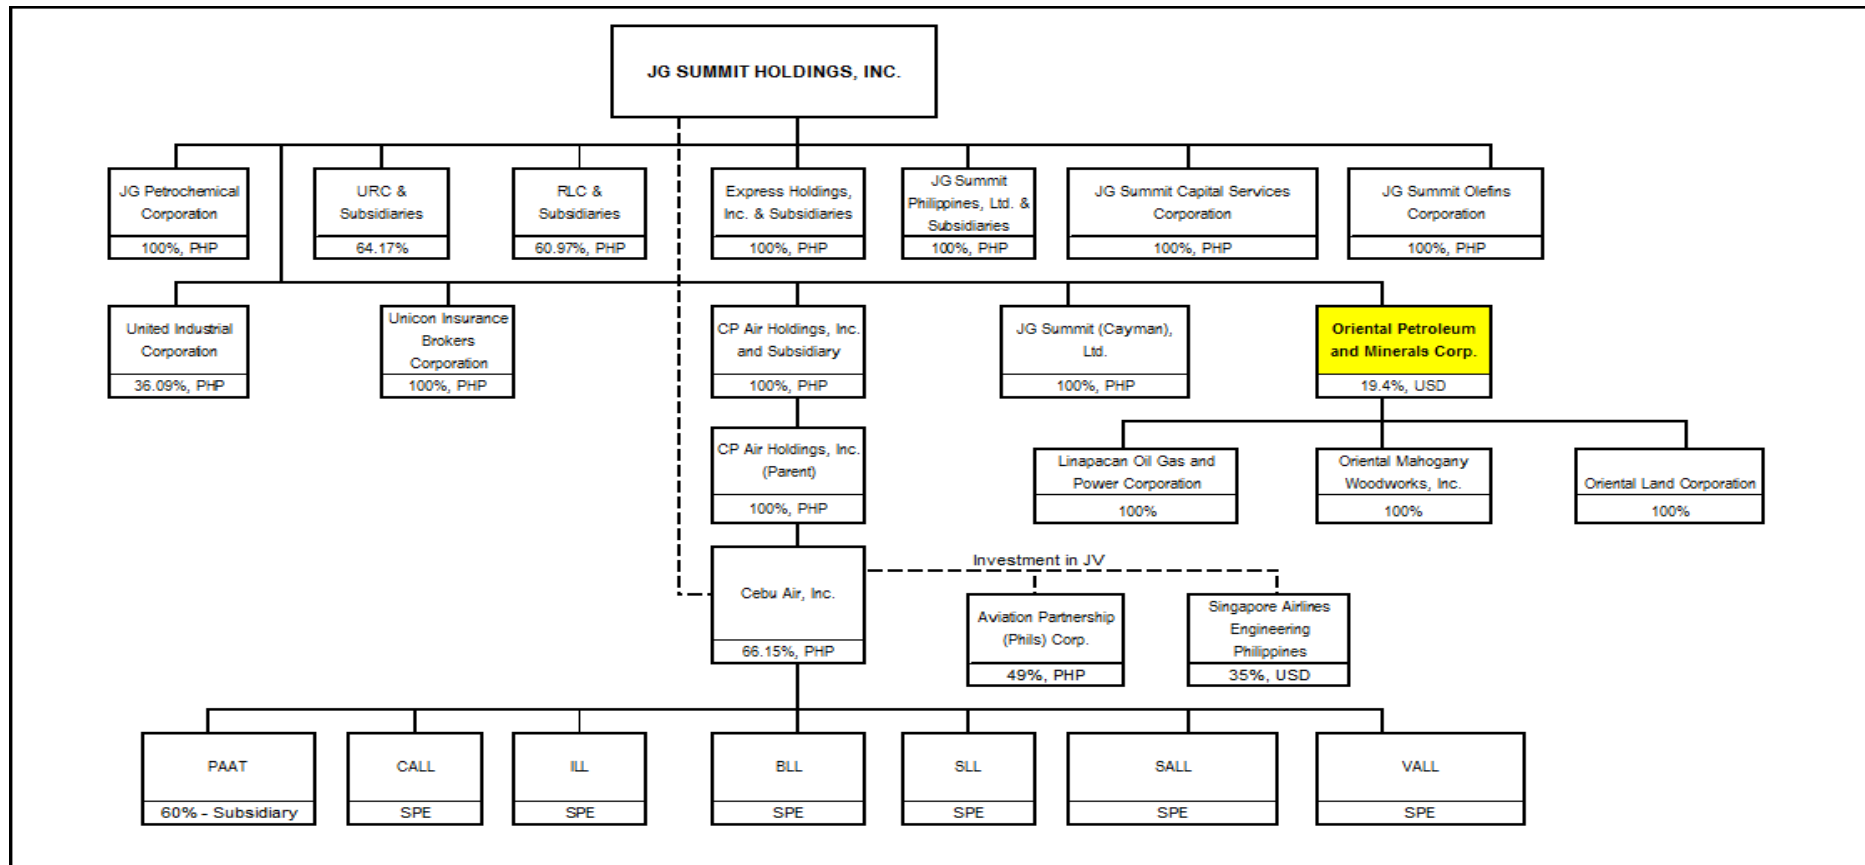 JG SUMMIT HOLDINGS, INC.
JG Petrochemical
Corporation
100%, PHP
URC &
Subsidiaries
64.17%
RLC &
Subsidiaries
60.97%, PHP
Express Holdings,
Inc. & Subsidiaries
100%, PHP
JG Summit
Philippines, Ltd. &
Subsidiaries
100%, PHP
JG Summit Capital Services
Corporation
100%, PHP
JG Summit Olefins
Corporation
100%, PHP
United Industrial
Corporation
36.09%, PHP
Unicon Insurance
Brokers
Corporation
100%, PHP
CP Air Holdings, Inc.
and Subsidiary
100%, PHP
JG Summit (Cayman),
Ltd.
100%, PHP
Oriental Petroleum
and Minerals Corp.
19.4%, USD
CP Air Holdings, Inc.
(Parent)
100%, PHP
Linapacan Oil Gas and
Power Corporation
100%
Oriental Mahogany
Woodworks, Inc.
100%
Oriental Land Corporation
100%
Cebu Air, Inc.
66.15%, PHP
Investment in JV
Aviation Partnership
(Phils) Corp.
49%, PHP
Singapore Airlines
Engineering
Philippines
35%, USD
PAAT
60% - Subsidiary
CALL
SPE
ILL
SPE
BLL
SPE
SLL
SPE
SALL
SPE
VALL
SPE